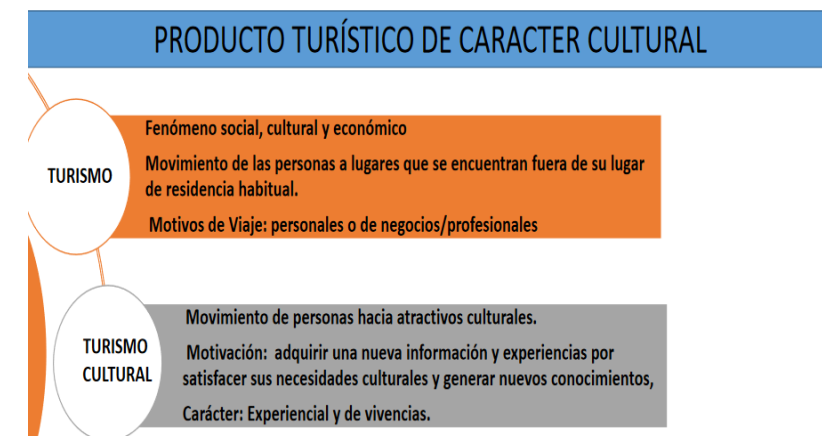 PRODUCTO TURÍSTICO DE CARACTER CULTURAL
TURISMO
Fenómeno social, cultural y económico
Movimiento de las personas a lugares que se encuentran fuera de su lugar
de residencia habitual.
Motivos de Viaje: personales o de negocios/profesionales
TURISMO
CULTURAL
Movimiento de personas hacia atractivos culturales.
Motivación: adquirir una nueva información y experiencias por
satisfacer sus necesidades culturales y generar nuevos conocimientos,
Carácter: Experiencial y de vivencias.